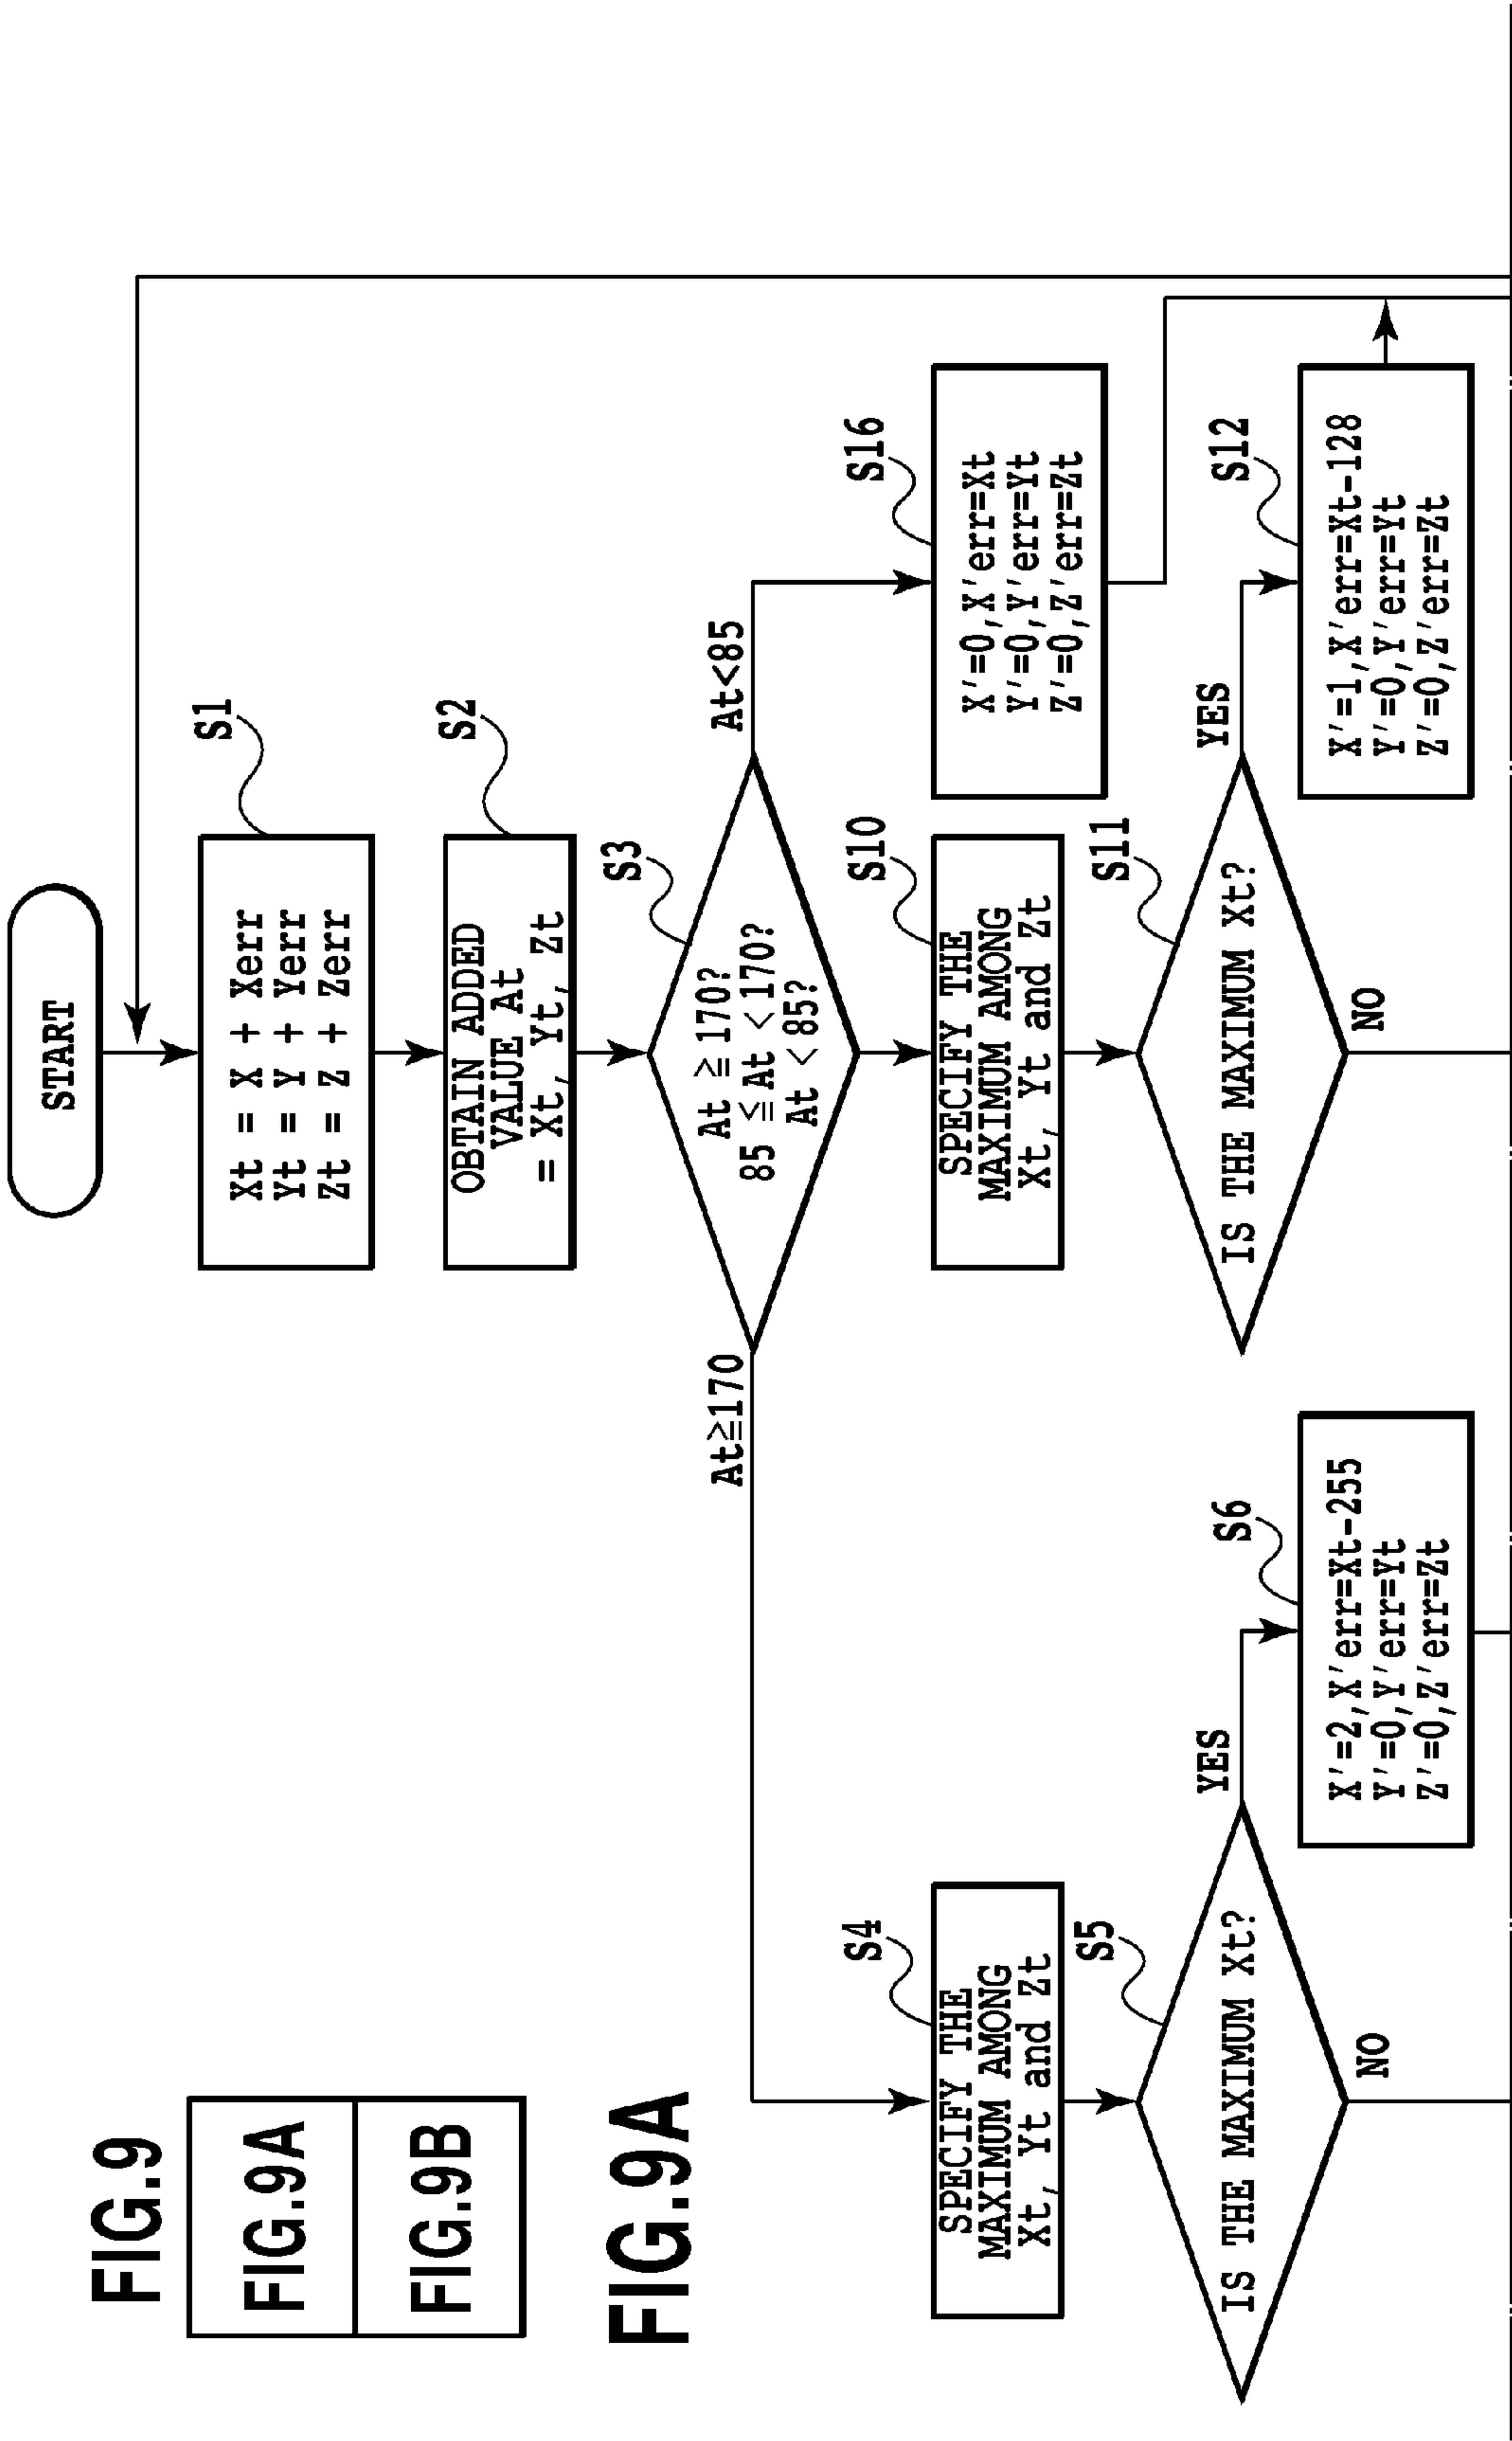 FIG.9
FIG.9A
FIG.9B
FIG.9A
START
S1
Xt = X + Xerr
Yt = Y + Yerr
Zt = Z + Zerr
S2
OBTAIN ADDED
VALUE At
= Xt, Yt, Zt
S3
At ≧ 170?
85 ≦ At < 170?
At < 85?
At≧170
At<85
S4
SPECIFY THE
MAXIMUM AMONG
Xt, Yt and Zt
S10
SPECIFY THE
MAXIMUM AMONG
Xt, Yt and Zt
S16
X'=0,X'err=Xt
Y'=0,Y'err=Yt
Z'=0,Z'err=Zt
S5
IS THE MAXIMUM Xt?
YES
NO
S6
X'=2,X'err=Xt-255
Y'=0,Y'err=Yt
Z'=0,Z'err=Zt
S11
IS THE MAXIMUM Xt?
YES
NO
S12
X'=1,X'err=Xt-128
Y'=0,Y'err=Yt
Z'=0,Z'err=Zt